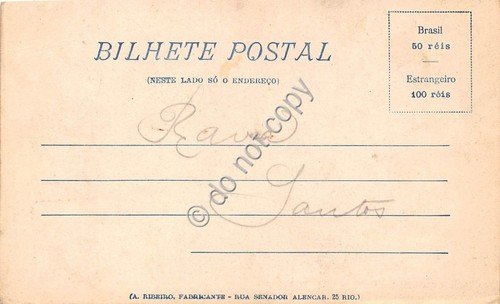 BILHETE POSTAL
(NESTE LADO SÓ O ENDEREÇO)
Brasil
50 réis
Estrangeiro
100 réis
© do not copy
Santos
(A. RIBEIRO, FABRICANTE - RUA SENADOR ALENCAR, 25 RIO.)